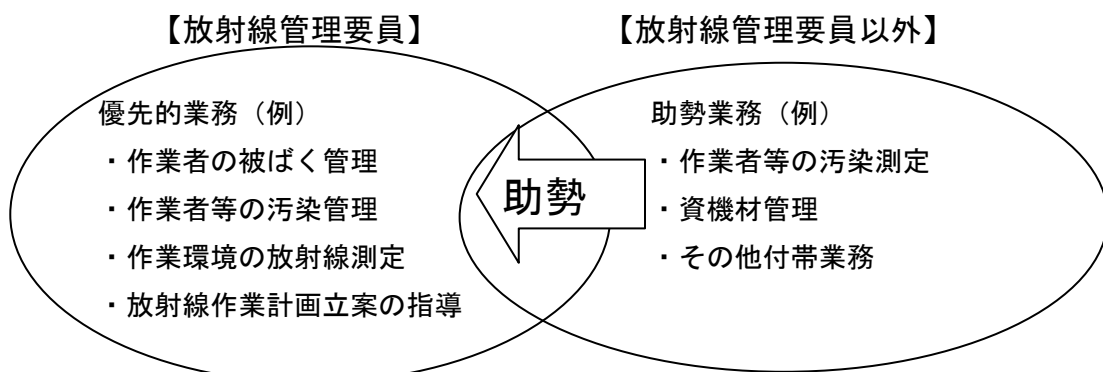 【放射線管理要員】
優先的業務（例）
・作業者の被ばく管理
・作業者等の汚染管理
・作業環境の放射線測定
・放射線作業計画立案の指導
助勢
【放射線管理要員以外】
助勢業務（例）
・作業者等の汚染測定
・資機材管理
・その他付帯業務